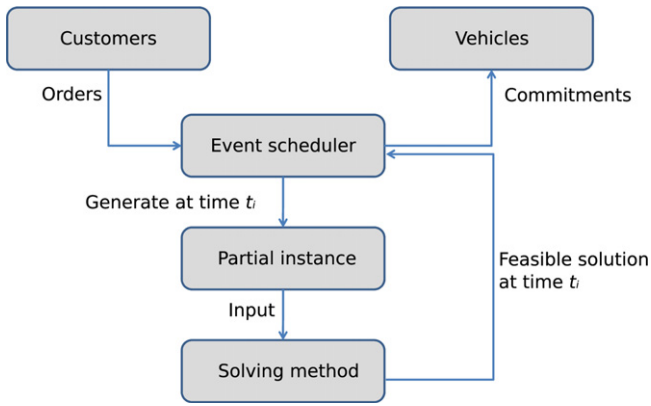 Customers
Vehicles
Orders
Commitments
Event scheduler
Generate at time tᵢ
Partial instance
Feasible solution
at time tᵢ
Input
Solving method